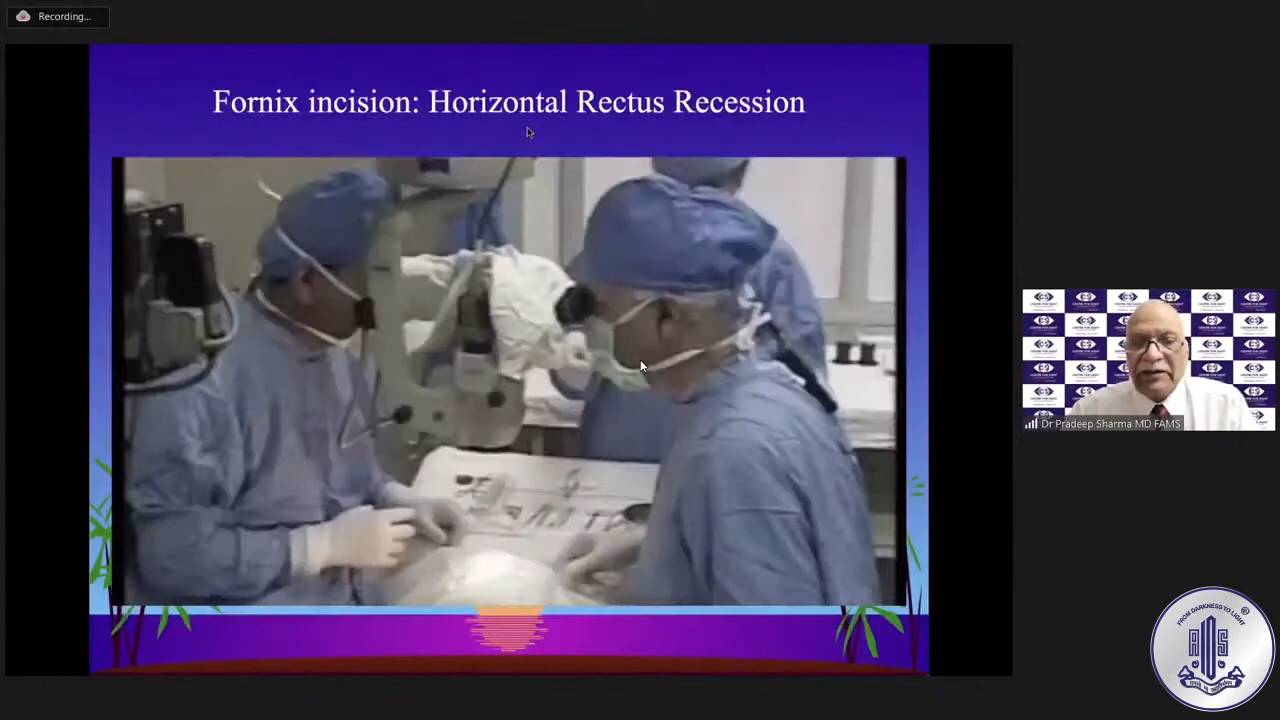 Recording...
Fornix incision: Horizontal Rectus Recession
Dr Pradeep Sharma MD FAMS
FROM DARKNESS TO LIGHT